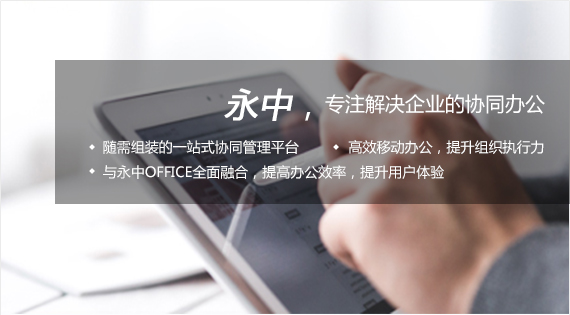 永中，专注解决企业的协同办公
随需组装的一站式协同管理平台 高效移动办公，提升组织执行力
与永中OFFICE全面融合，提高办公效率，提升用户体验